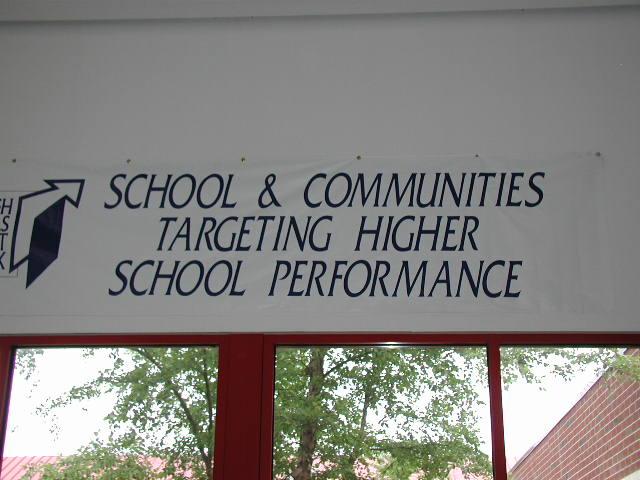 SCHOOL & COMMUNITIES
TARGETING HIGHER
SCHOOL PERFORMANCE